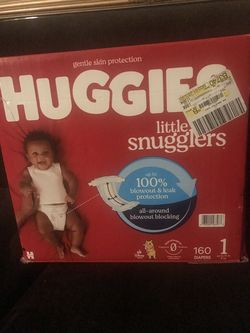 gentle skin protection
HUGGIES
little
snugglers
up to
100%
blowout & leak
protection
all-around
blowout blocking
160
DIAPERS
1